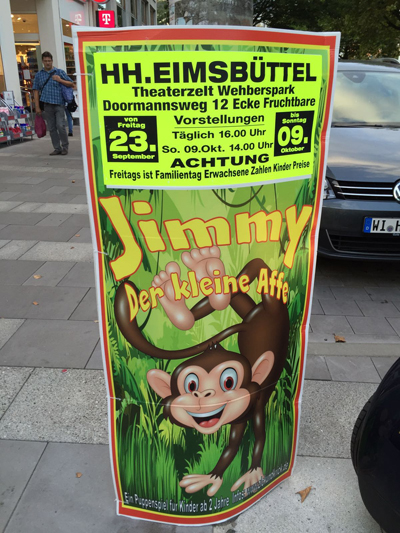 HH.EIMSBÜTTEL
Theaterzelt Wehberspark
Doormannsweg 12 Ecke Fruchtbare
von
Freitag
23.
September
Vorstellungen
Täglich 16.00 Uhr
So. 09.Okt. 14.00 Uhr
ACHTUNG
bis
Sonntag
09.
Oktober
Freitags ist Familientag Erwachsene Zahlen Kinder Preise
Jimmy
Der kleine Affe
Ein Puppenspiel für Kinder ab 2 Jahre
T
WI